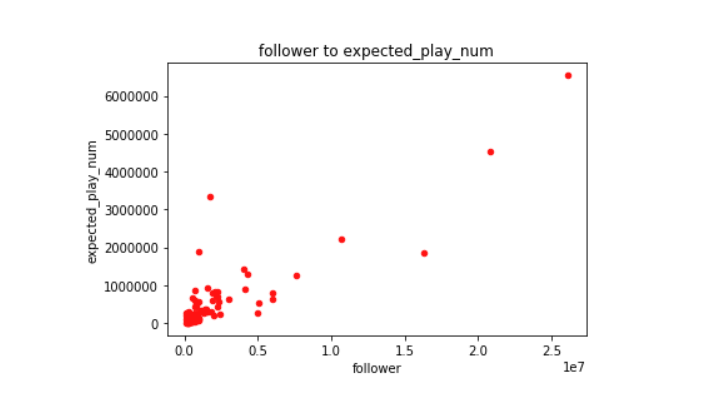 follower to expected_play_num
expected_play_num
6000000
5000000
4000000
3000000
2000000
1000000
0
0.0 0.5 1.0 1.5 2.0 2.5
1e7
follower